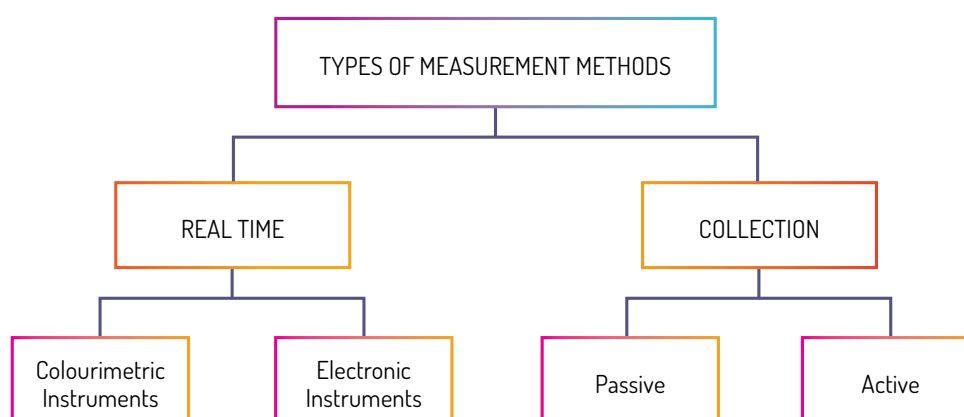 TYPES OF MEASUREMENT METHODS
REAL TIME
COLLECTION
Colourimetric
Instruments
Electronic
Instruments
Passive
Active